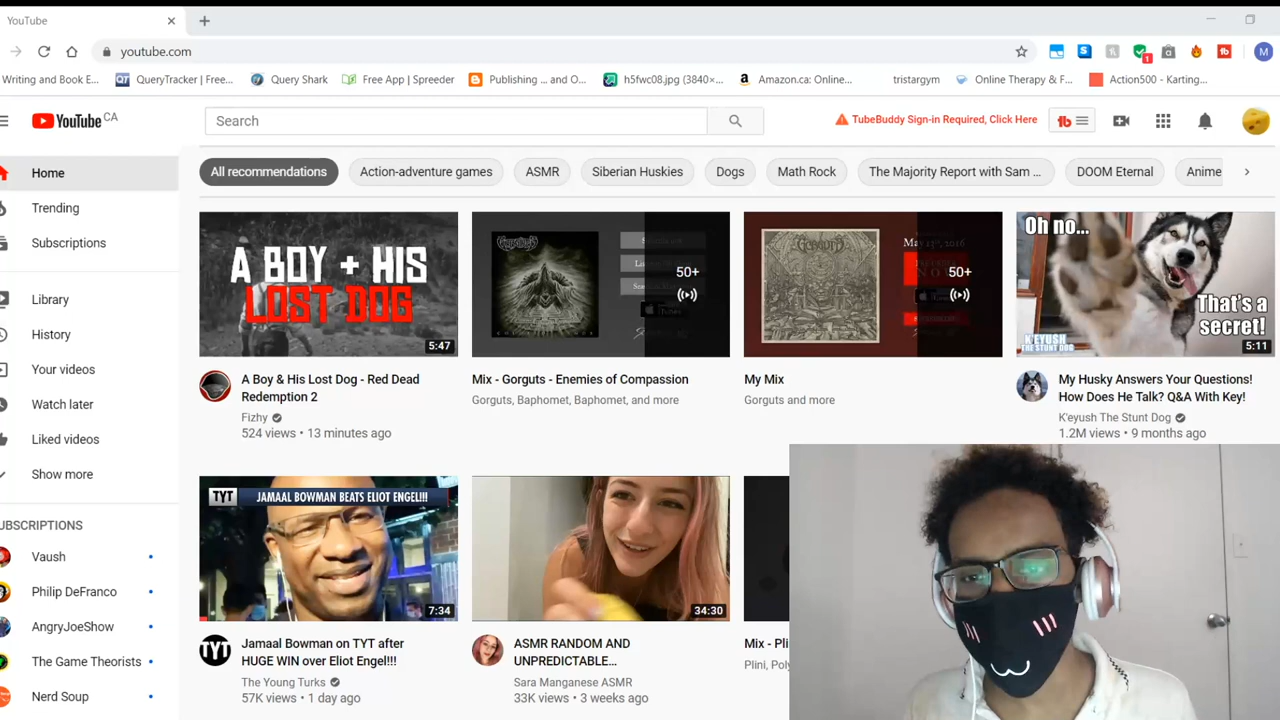 YouTube
youtube.com
Writing and Book E...
QT
QueryTracker | Free...
Query Shark
Free App | Spreeder
Publishing ... and O...
h5fwc08.jpg (3840×...
Amazon.ca: Online...
tristargym
Online Therapy & F...
Action500 - Karting...
M
YouTube CA
Search
TubeBuddy Sign-in Required, Click Here
tb
Home
Trending
Subscriptions
Library
History
Your videos
Watch later
Liked videos
Show more
UBSCRIPTIONS
Vaush
Philip DeFranco
AngryJoeShow
The Game Theorists
Nerd Soup
All recommendations
Action-adventure games
ASMR
Siberian Huskies
Dogs
Math Rock
The Majority Report with Sam ...
DOOM Eternal
Anime
A BOY + HIS
LOST DOG
5:47
A Boy & His Lost Dog - Red Dead
Redemption 2
Fizhy
524 views • 13 minutes ago
50+
Mix - Gorguts - Enemies of Compassion
Gorguts, Baphomet, Baphomet, and more
GORGUTS
May 13th, 2016
50+
My Mix
Gorguts and more
Oh no...
That's a
secret!
K'EYUSH
THE STUNT DOG
5:11
My Husky Answers Your Questions!
How Does He Talk? Q&A With Key!
K'eyush The Stunt Dog
1.2M views • 9 months ago
TYT
JAMAAL BOWMAN BEATS ELIOT ENGEL!!!
7:34
TYT
Jamaal Bowman on TYT after
HUGE WIN over Eliot Engel!!!
The Young Turks
57K views • 1 day ago
34:30
ASMR RANDOM AND
UNPREDICTABLE...
Sara Manganese ASMR
33K views • 3 weeks ago
Mix - Pli
Plini, Poly